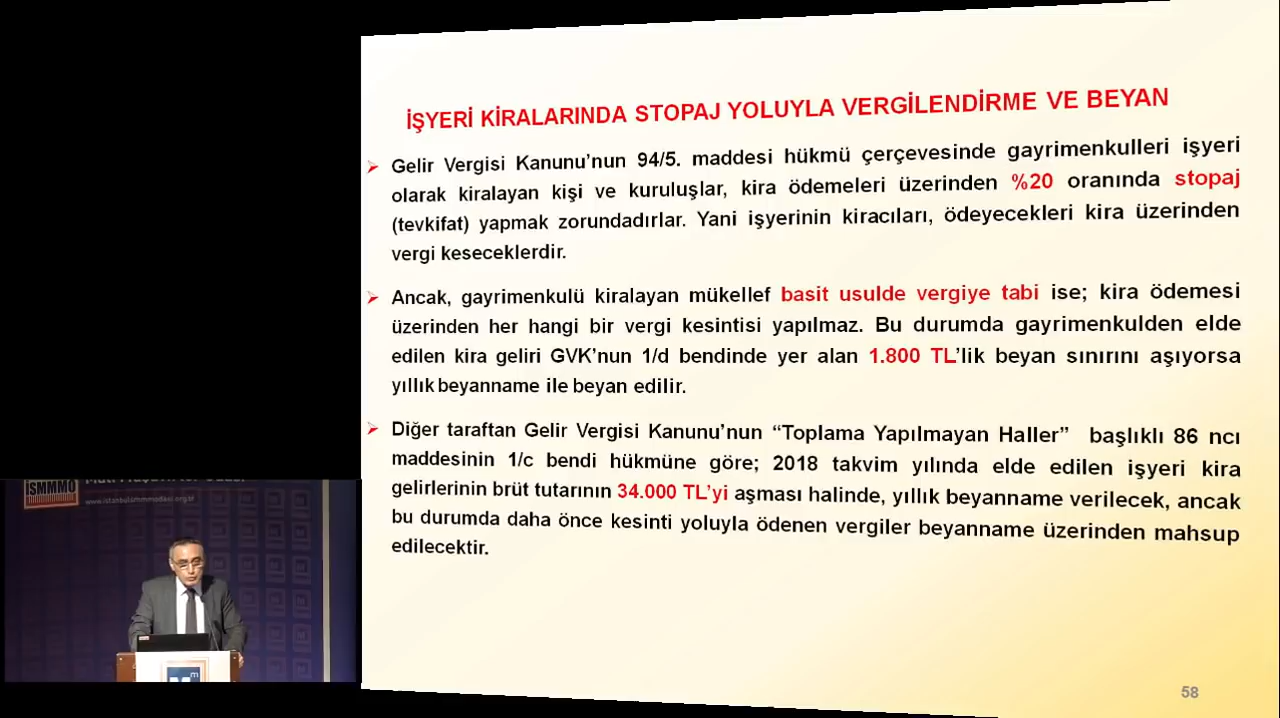 İŞYERİ KİRALARINDA STOPAJ YOLUYLA VERGİLENDİRME VE BEYAN
Gelir Vergisi Kanunu’nun 94/5. maddesi hükmü çerçevesinde gayrimenkulleri işyeri
olarak kiralayan kişi ve kuruluşlar, kira ödemeleri üzerinden %20 oranında stopaj
(tevkifat) yapmak zorundadırlar. Yani işyerinin kiracıları, ödeyecekleri kira üzerinden
vergi keseceklerdir.
Ancak, gayrimenkulü kiralayan mükellef basit usulde vergiye tabi ise; kira ödemesi
üzerinden her hangi bir vergi kesintisi yapılmaz. Bu durumda gayrimenkulden elde
edilen kira geliri GVK’nun 1/d bendinde yer alan 1.800 TL’lik beyan sınırını aşıyorsa
yıllık beyanname ile beyan edilir.
Diğer taraftan Gelir Vergisi Kanunu’nun “Toplama Yapılmayan Haller” başlıklı 86 ncı
maddesinin 1/c bendi hükmüne göre; 2018 takvim yılında elde edilen işyeri kira
gelirlerinin brüt tutarının 34.000 TL’yi aşması halinde, yıllık beyanname verilecek, ancak
bu durumda daha önce kesinti yoluyla ödenen vergiler beyanname üzerinden mahsup
edilecektir.
58
İSMMMO
www.istanbulsmmmodasi.org.tr